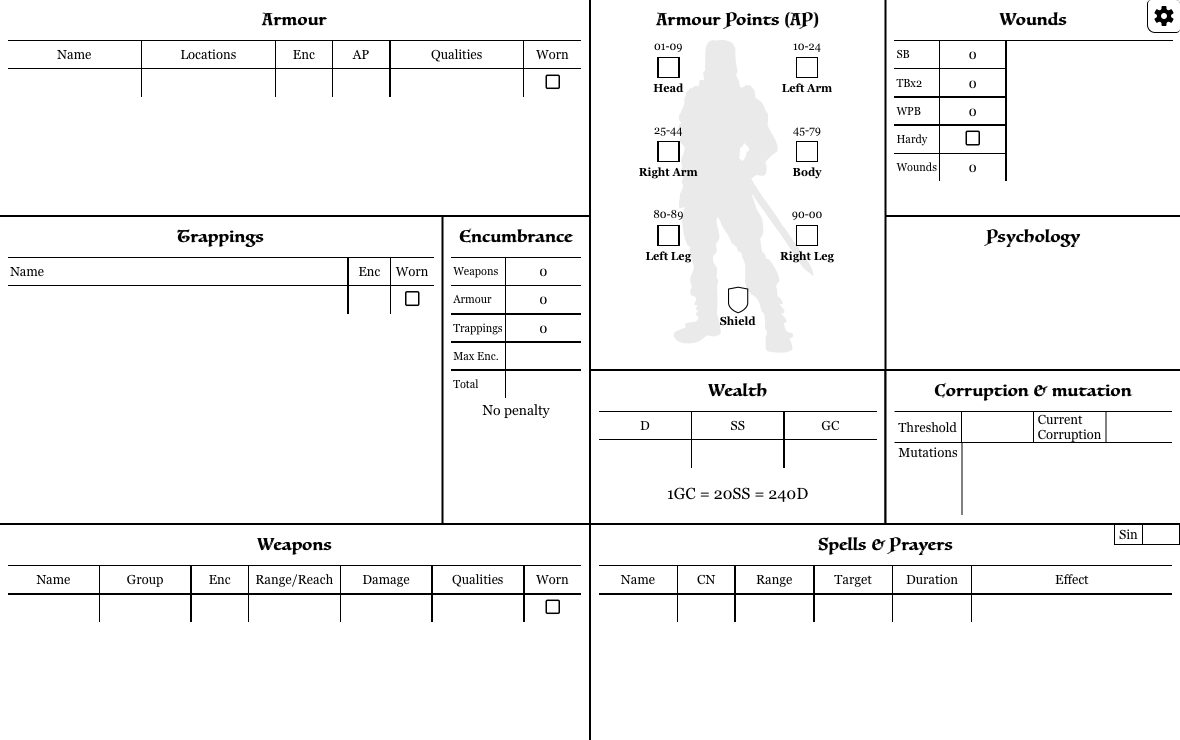 Armour
Name Locations Enc AP Qualities Worn
Armour Points (AP)
01-09 10-24
Head Left Arm
25-44 45-79
Right Arm Body
80-89 90-00
Left Leg Right Leg
Shield
Wounds
SB 0
TBx2 0
WPB 0
Hardy
Wounds 0
Trappings
Name Enc Worn
Encumbrance
Weapons 0
Armour 0
Trappings 0
Max Enc.
Total
No penalty
Psychology
Wealth
D SS GC
1GC = 20SS = 240D
Corruption & mutation
Threshold Current
Corruption
Mutations
Weapons
Name Group Enc Range/Reach Damage Qualities Worn
Spells & Prayers
Sin
Name CN Range Target Duration Effect